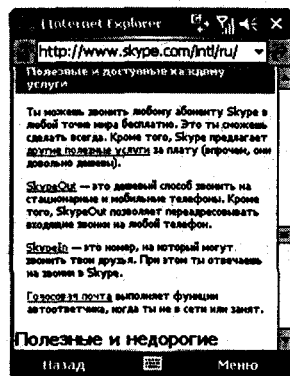 Internet Explorer
http://www.skype.com/intl/ru/
Полезные и доступные каждому
услуги
Ты можешь звонить любому абоненту Skype в
любой точке мира бесплатно. Это ты сможешь
сделать всегда. Кроме того, Skype предлагает
другие полезные услуги за плату (впрочем, они
довольно дешевы).
SkypeOut — это дешевый способ звонить на
стационарные и мобильные телефоны. Кроме
того, SkypeOut позволяет переадресовывать
входящие звонки на любой телефон.
SkypeIn — это номер, на который могут
звонить твои друзья. При этом ты отвечаешь
на звонки в Skype.
Голосовая почта выполняет функции
автоответчика, когда ты не в сети или занят.
Полезные и недорогие
Назад
Меню